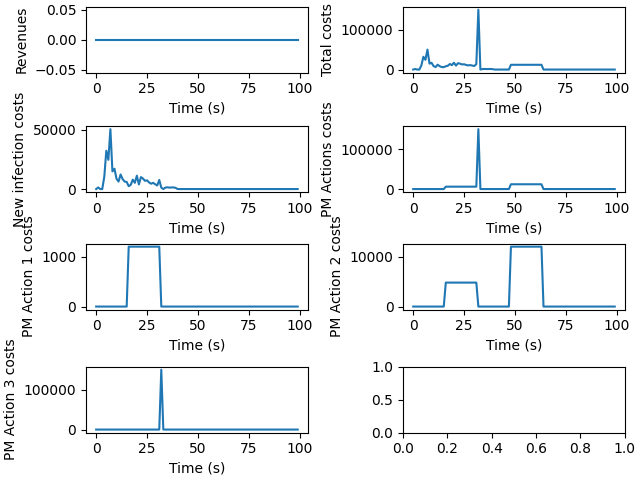 Revenues
0.05
0.00
−0.05
0 25 50 75 100
Time (s)
Total costs
100000
0
0 25 50 75 100
Time (s)
New infection costs
50000
0
0 25 50 75 100
Time (s)
PM Actions costs
100000
0
0 25 50 75 100
Time (s)
PM Action 1 costs
1000
0
0 25 50 75 100
Time (s)
PM Action 2 costs
10000
0
0 25 50 75 100
Time (s)
PM Action 3 costs
100000
0
0 25 50 75 100
Time (s)
1.0
0.5
0.0
0.0 0.2 0.4 0.6 0.8 1.0